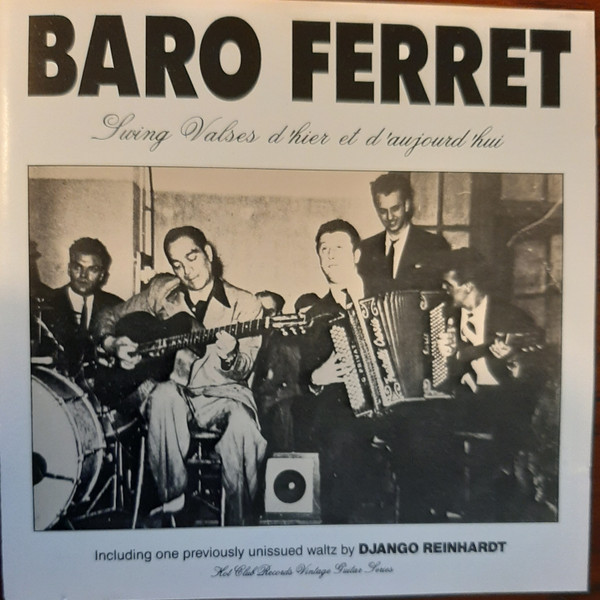 BARO FERRET
Swing Valses d'hier et d'aujourd'hui
Including one previously unissued waltz by DJANGO REINHARDT
Hot Club Records Vintage Guitar Series